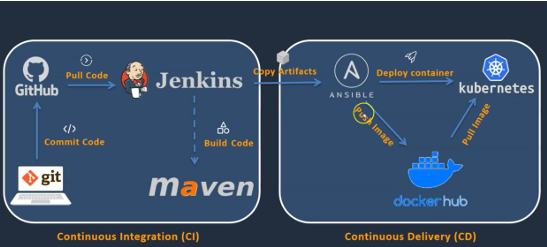 GitHub
Pull Code
Jenkins
Copy Artifacts
ANSIBLE
Deploy container
kubernetes
Commit Code
Build Code
Push Image
Pull Image
git
maven
docker hub
Continuous Integration (CI)
Continuous Delivery (CD)